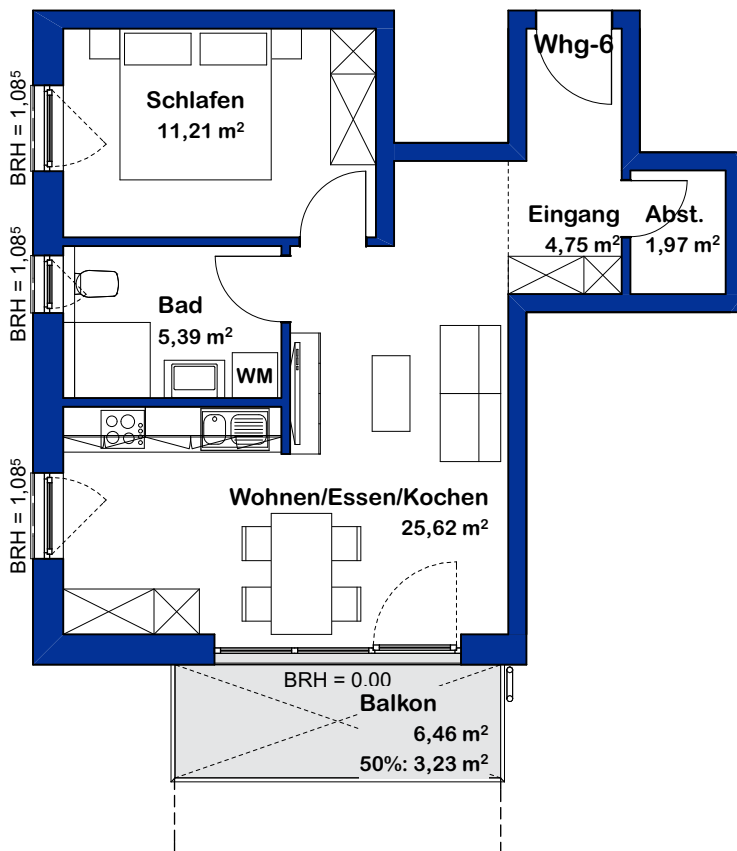 Whg-6
Schlafen
11,21 m²
BRH = 1,08⁵
Eingang
4,75 m²
Abst.
1,97 m²
BRH = 1,08⁵
Bad
5,39 m²
WM
BRH = 1,08⁵
Wohnen/Essen/Kochen
25,62 m²
BRH = 0.00
Balkon
6,46 m²
50%: 3,23 m²